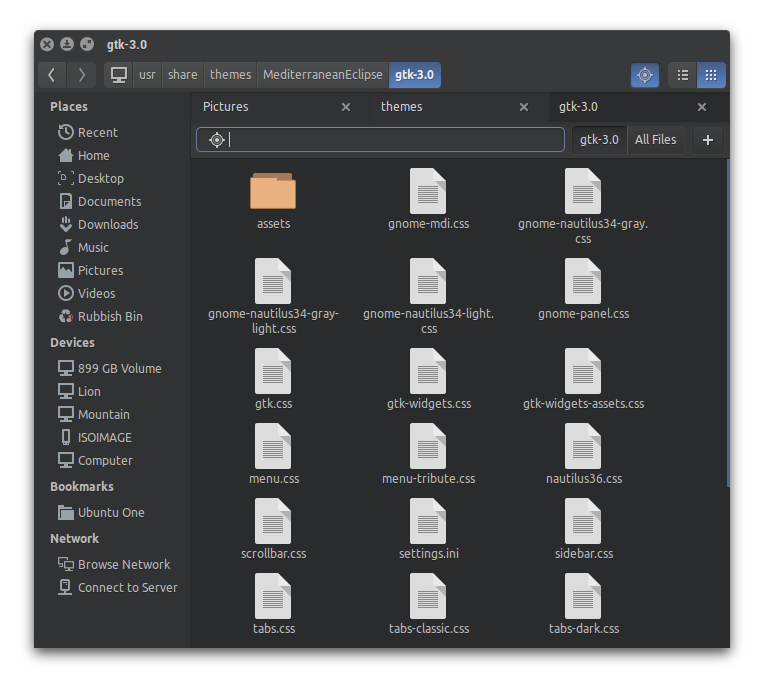 gtk-3.0
usr share themes MediterraneanEclipse gtk-3.0
Places
Recent
Home
Desktop
Documents
Downloads
Music
Pictures
Videos
Rubbish Bin
Devices
899 GB Volume
Lion
Mountain
ISOIMAGE
Computer
Bookmarks
Ubuntu One
Network
Browse Network
Connect to Server
Pictures themes gtk-3.0
gtk-3.0 All Files
assets
gnome-mdi.css
gnome-nautilus34-gray.
css
gnome-nautilus34-gray-
light.css
gnome-nautilus34-light.
css
gnome-panel.css
gtk.css
gtk-widgets.css
gtk-widgets-assets.css
menu.css
menu-tribute.css
nautilus36.css
scrollbar.css
settings.ini
sidebar.css
tabs.css
tabs-classic.css
tabs-dark.css